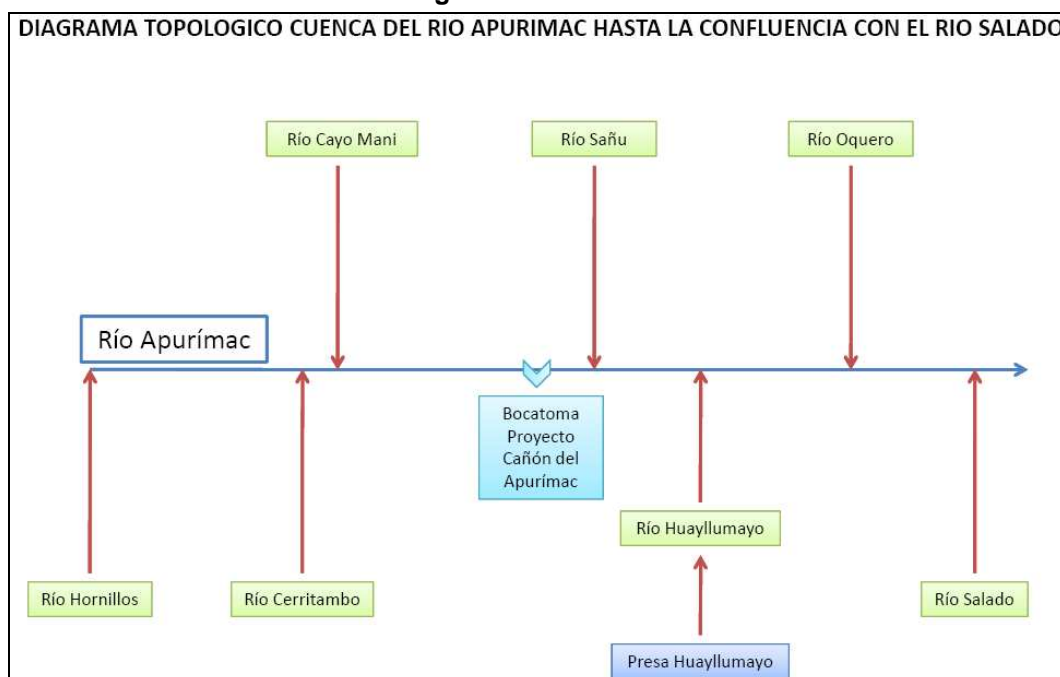 DIAGRAMA TOPOLOGICO CUENCA DEL RIO APURIMAC HASTA LA CONFLUENCIA CON EL RIO SALADO
Río Cayo Mani
Río Sañu
Río Oquero
Río Apurímac
Bocatoma
Proyecto
Cañón del
Apurímac
Río Huayllumayo
Río Hornillos
Río Cerritambo
Río Salado
Presa Huayllumayo